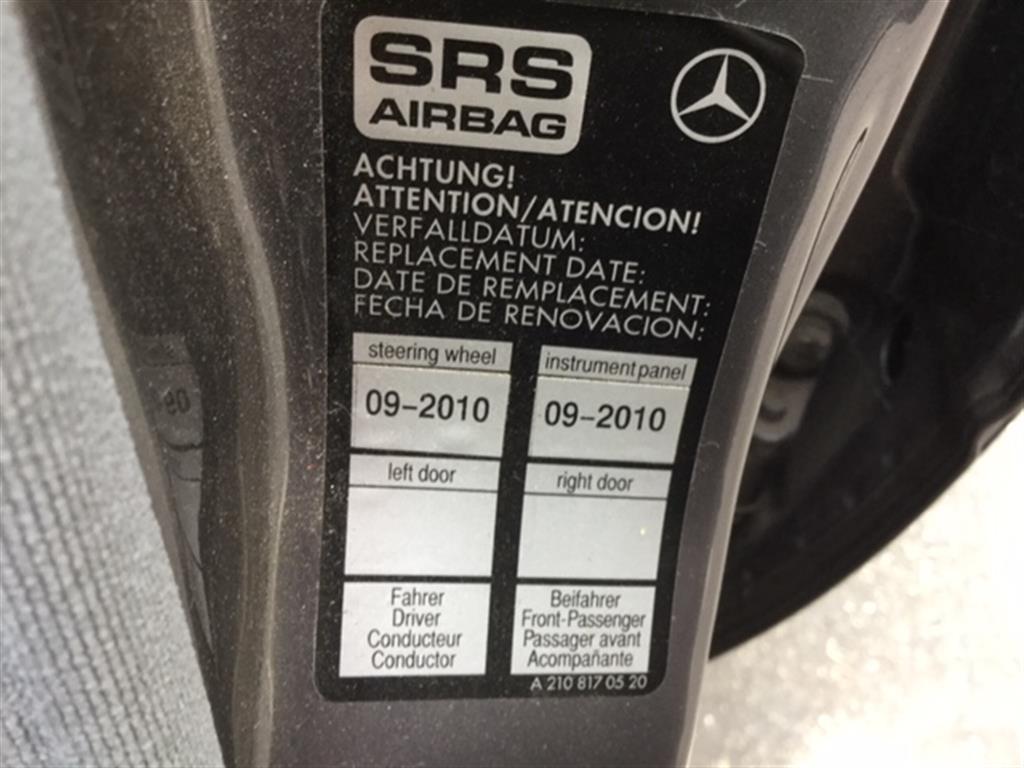 SRS
AIRBAG
ACHTUNG!
ATTENTION/ATENCION!
VERFALLDATUM:
REPLACEMENT DATE:
DATE DE REMPLACEMENT:
FECHA DE RENOVACION:
steering wheel
instrument panel
09-2010
09-2010
left door
right door
Fahrer
Driver
Conducteur
Conductor
Beifahrer
Front-Passenger
Passager avant
Acompañante
A 210 817 05 20